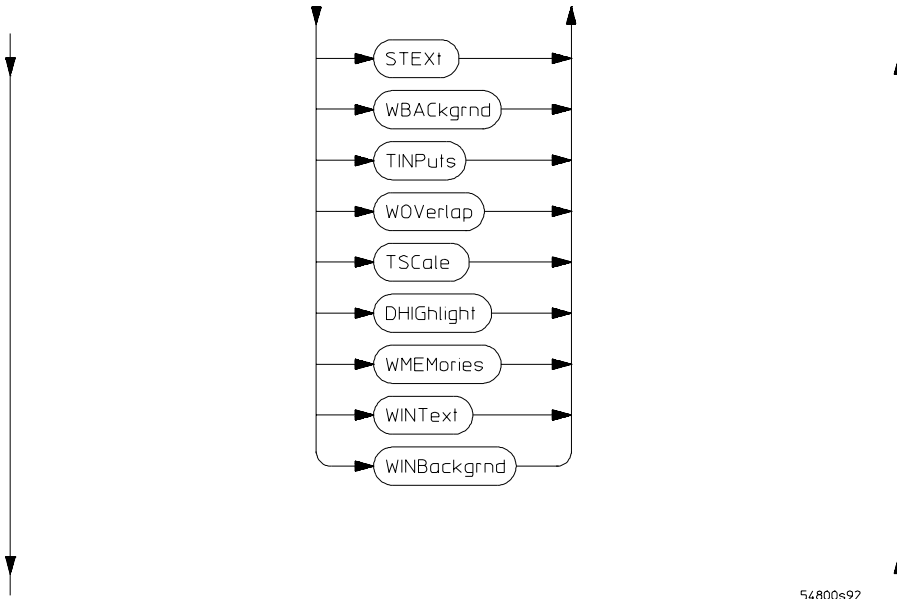 STEXt
WBACkgrnd
TINPuts
WOVerlap
TSCale
DHIGhlight
WMEMories
WINText
WINBackgrnd
54800s92